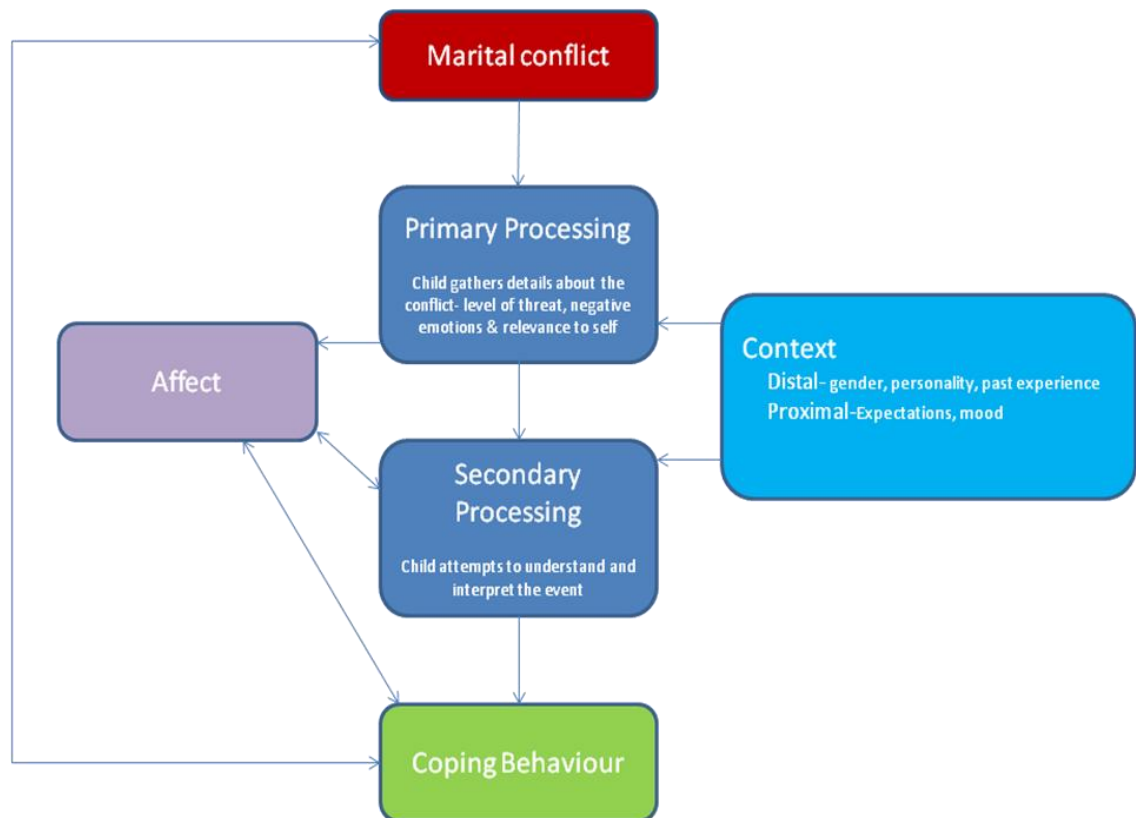 Marital conflict
Primary Processing
Child gathers details about the
conflict- level of threat, negative
emotions & relevance to self
Affect
Context
Distal- gender, personality, past experience
Proximal-Expectations, mood
Secondary
Processing
Child attempts to understand and
interpret the event
Coping Behaviour